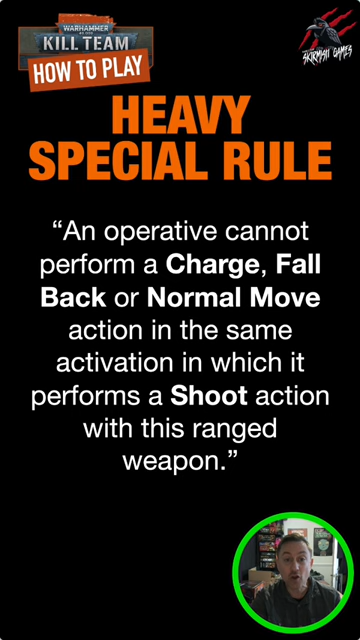 WARHAMMER
KILL TEAM
HOW TO PLAY
SKIRMISH GAMES
HEAVY
SPECIAL RULE
“An operative cannot
perform a Charge, Fall
Back or Normal Move
action in the same
activation in which it
performs a Shoot action
with this ranged
weapon.”